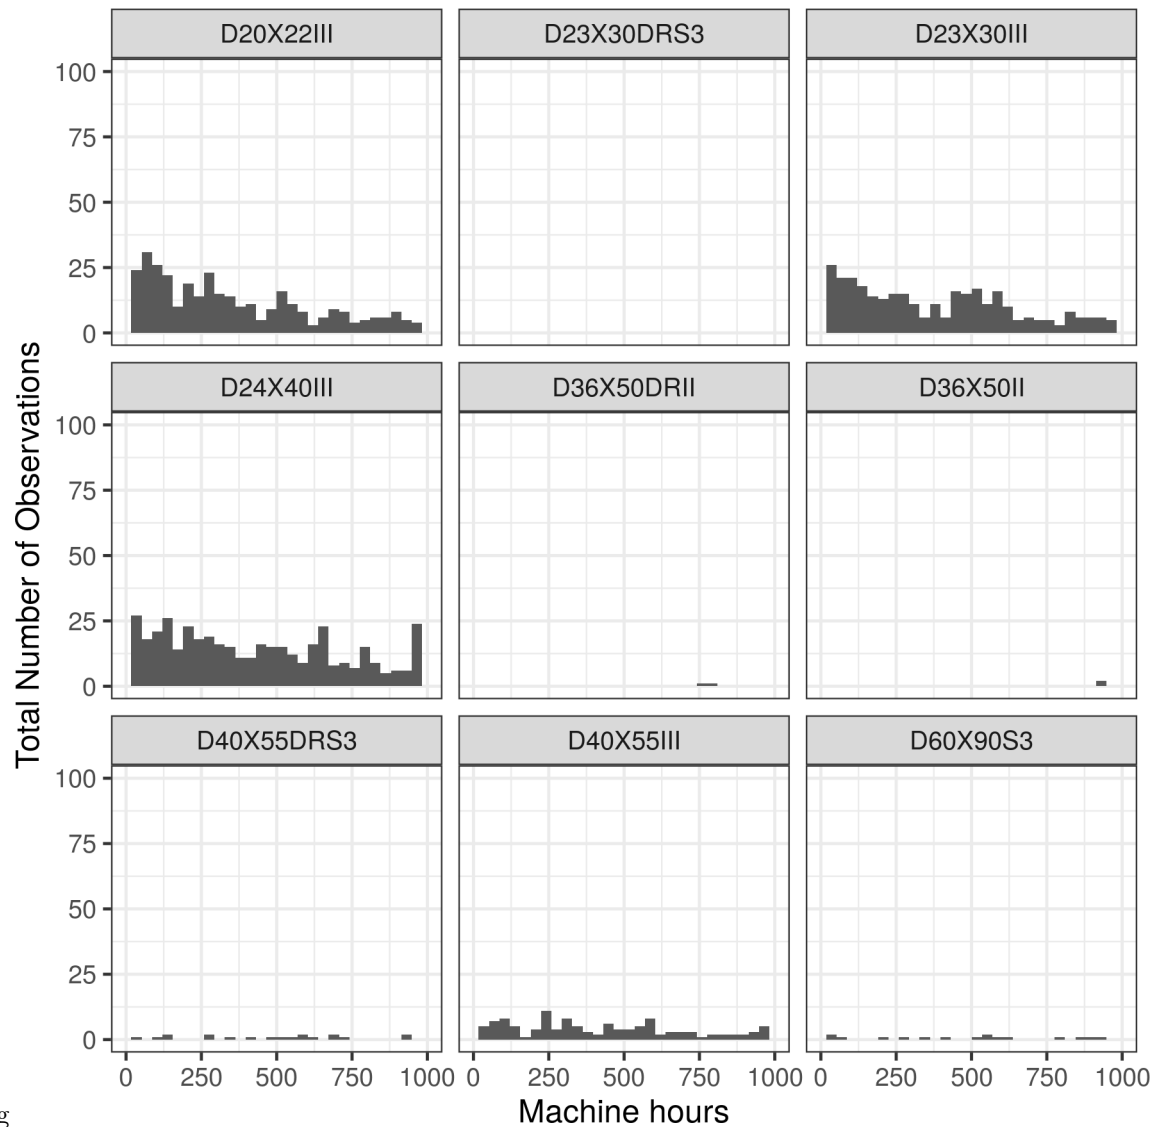 D20X22III D23X30DRS3 D23X30III
100
75
50
25
0
D24X40III D36X50DRII D36X50II
100
75
50
25
0
Total Number of Observations
D40X55DRS3 D40X55III D60X90S3
100
75
50
25
0
0 250 500 750 1000 0 250 500 750 1000 0 250 500 750 1000
Machine hours
g